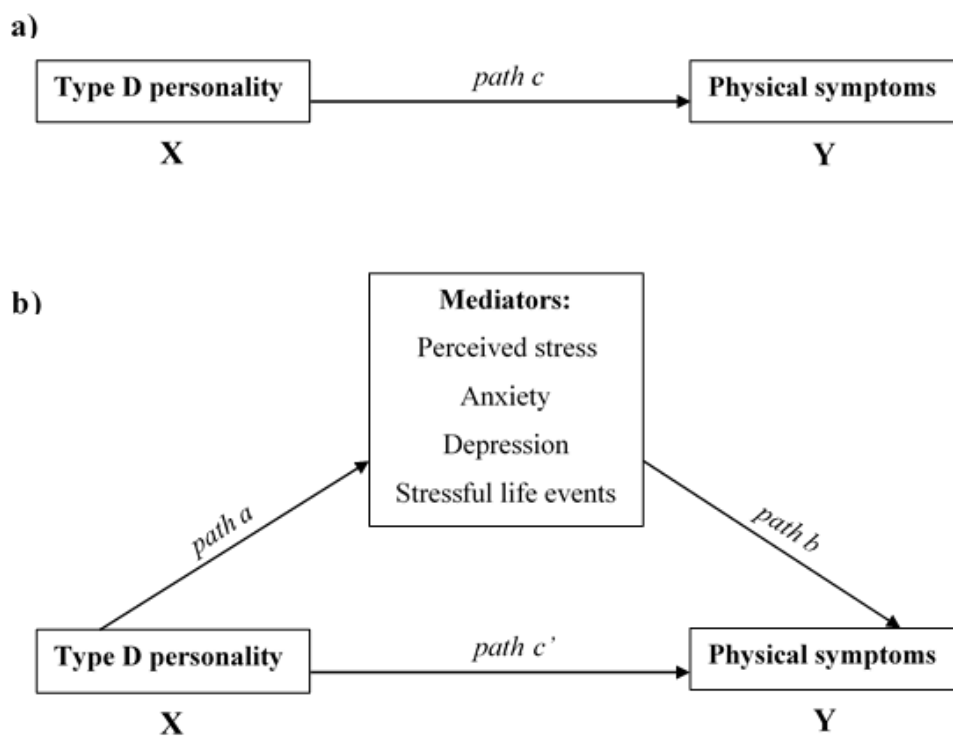 a)
Type D personality
path c
Physical symptoms
X
Y
b)
Mediators:
Perceived stress
Anxiety
Depression
Stressful life events
path a
path b
Type D personality
path c’
Physical symptoms
X
Y